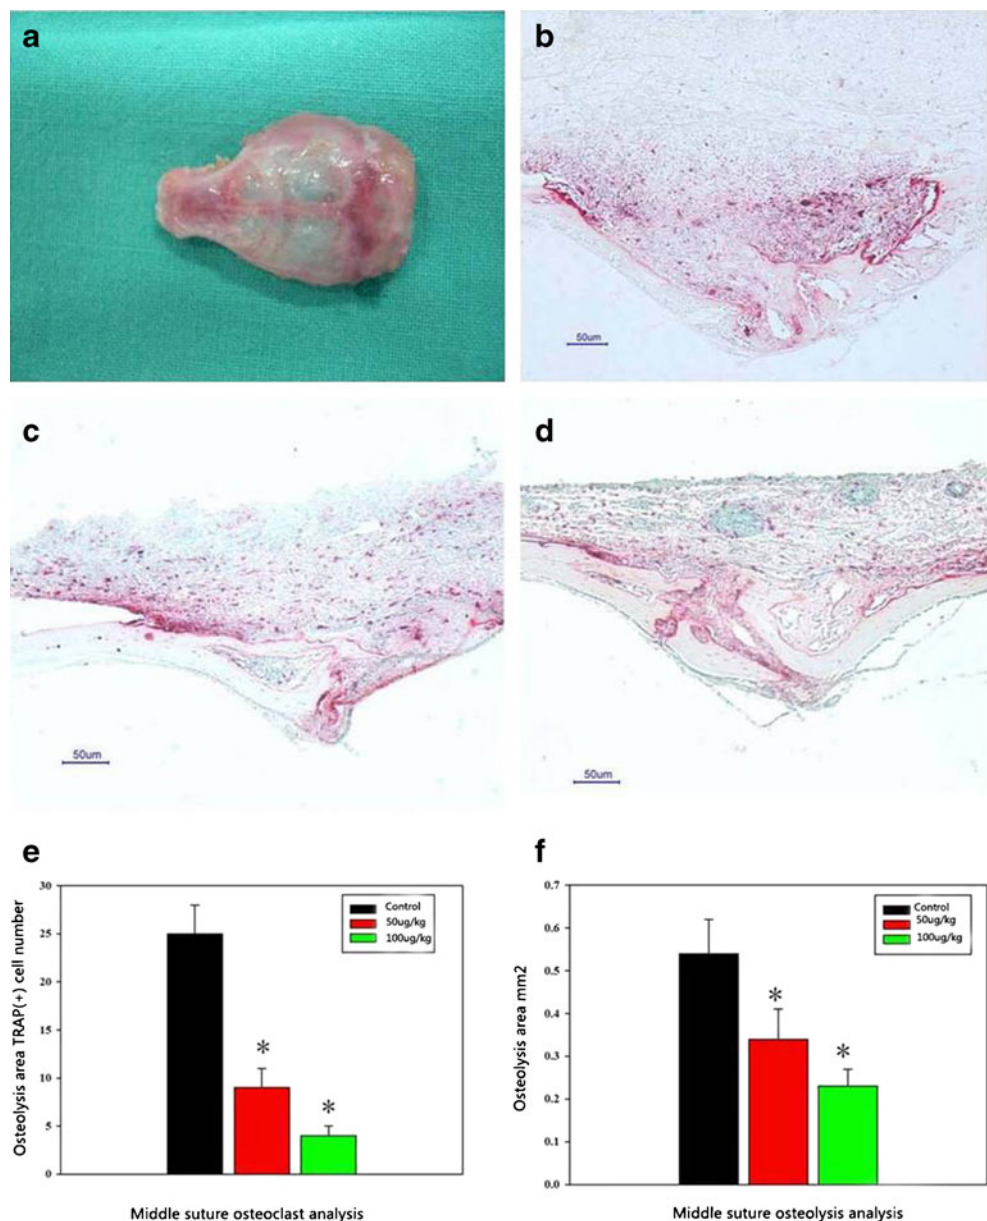 a
b
50um
c
d
50um
50um
e
f
30
25
20
15
10
5
0
Osteolysis area TRAP(+) cell number
Control
50ug/kg
100ug/kg
*
*
Middle suture osteoclast analysis
0.7
0.6
0.5
0.4
0.3
0.2
0.1
0.0
Osteolysis area mm2
Control
50ug/kg
100ug/kg
*
*
Middle suture osteolysis analysis